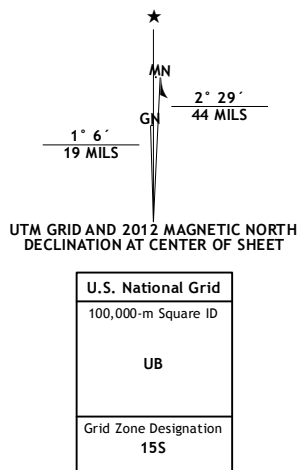 MN
2° 29´
44 MILS
GN
1° 6´
19 MILS
UTM GRID AND 2012 MAGNETIC NORTH
DECLINATION AT CENTER OF SHEET
U.S. National Grid
100,000-m Square ID
UB
Grid Zone Designation
15S